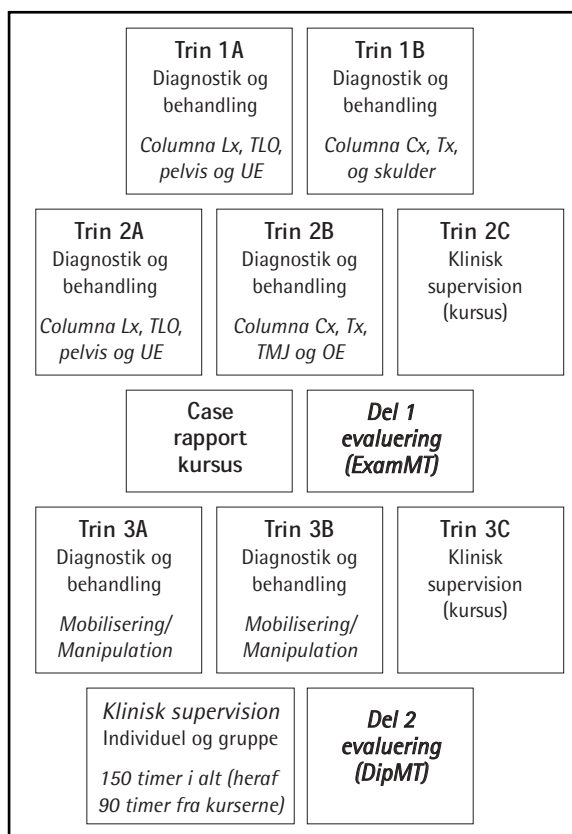 Trin 1A
Diagnostik og
behandling
Columna Lx, TLO,
pelvis og UE
Trin 1B
Diagnostik og
behandling
Columna Cx, Tx,
og skulder
Trin 2A
Diagnostik og
behandling
Columna Lx, TLO,
pelvis og UE
Trin 2B
Diagnostik og
behandling
Columna Cx, Tx,
TMJ og OE
Trin 2C
Klinisk
supervision
(kursus)
Case
rapport
kursus
Del 1
evaluering
(ExamMT)
Trin 3A
Diagnostik og
behandling
Mobilisering/
Manipulation
Trin 3B
Diagnostik og
behandling
Mobilisering/
Manipulation
Trin 3C
Klinisk
supervision
(kursus)
Klinisk supervision
Individuel og gruppe
150 timer i alt (heraf
90 timer fra kurserne)
Del 2
evaluering
(DipMT)